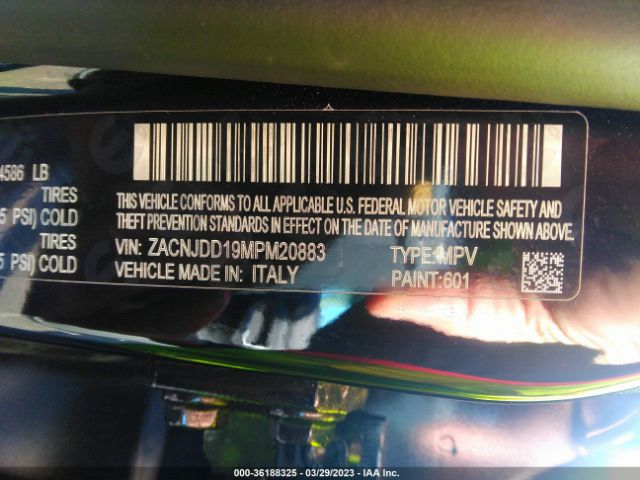 4586 LB
TIRES
5 PSI) COLD
TIRES
5 PSI) COLD
THIS VEHICLE CONFORMS TO ALL APPLICABLE U.S. FEDERAL MOTOR VEHICLE SAFETY AND
THEFT PREVENTION STANDARDS IN EFFECT ON THE DATE OF MANUFACTURE SHOWN ABOVE.
VIN: ZACNJDD19MPM20883 TYPE:MPV
VEHICLE MADE IN: ITALY PAINT:601
000-36188325 - 03/29/2023 - IAA Inc.